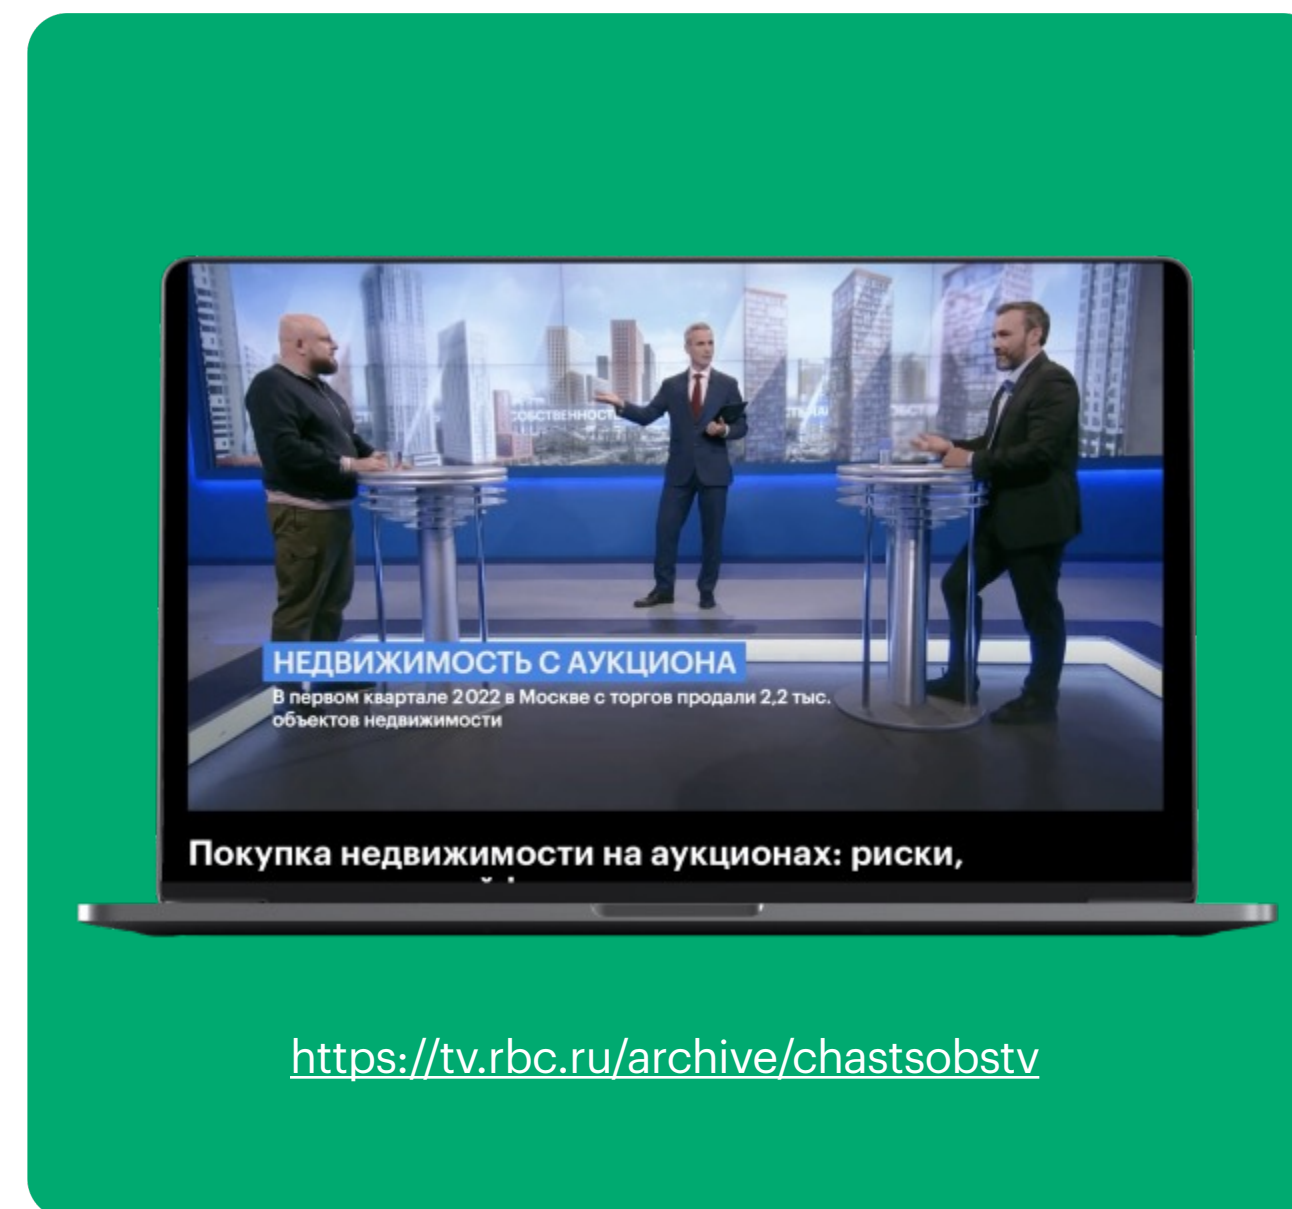 СОБСТВЕННОСТЬ
НЕДВИЖИМОСТЬ С АУКЦИОНА
В первом квартале 2022 в Москве с торгов продали 2,2 тыс.
объектов недвижимости
Покупка недвижимости на аукционах: риски,
https://tv.rbc.ru/archive/chastsobstv